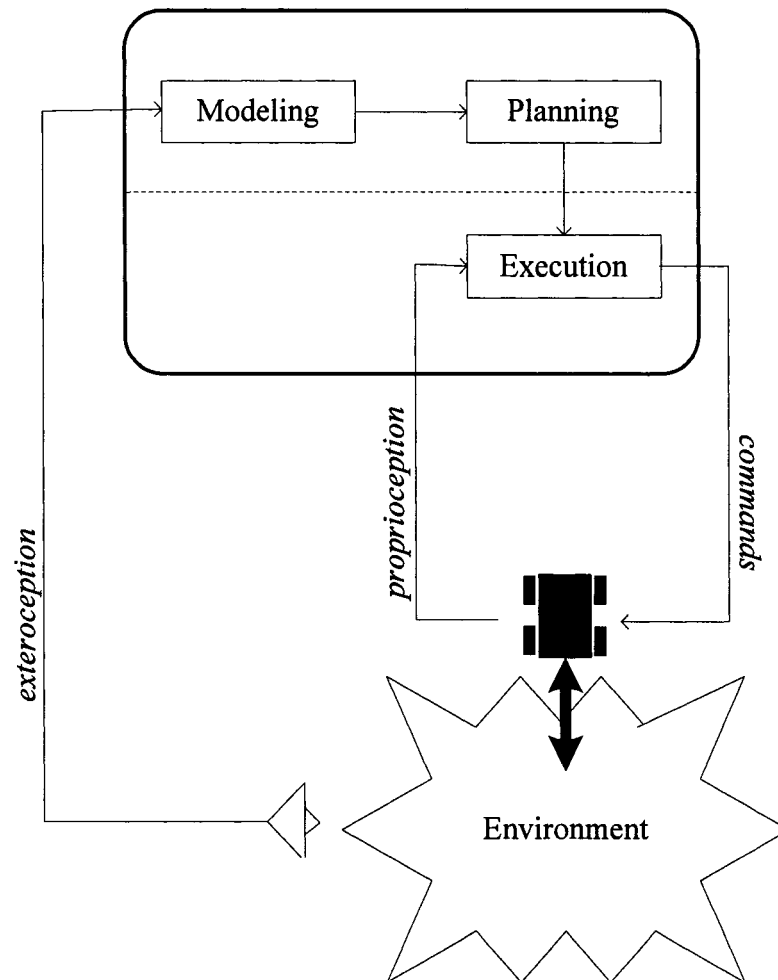 Modeling
Planning
Execution
proprioception
commands
exteroception
Environment